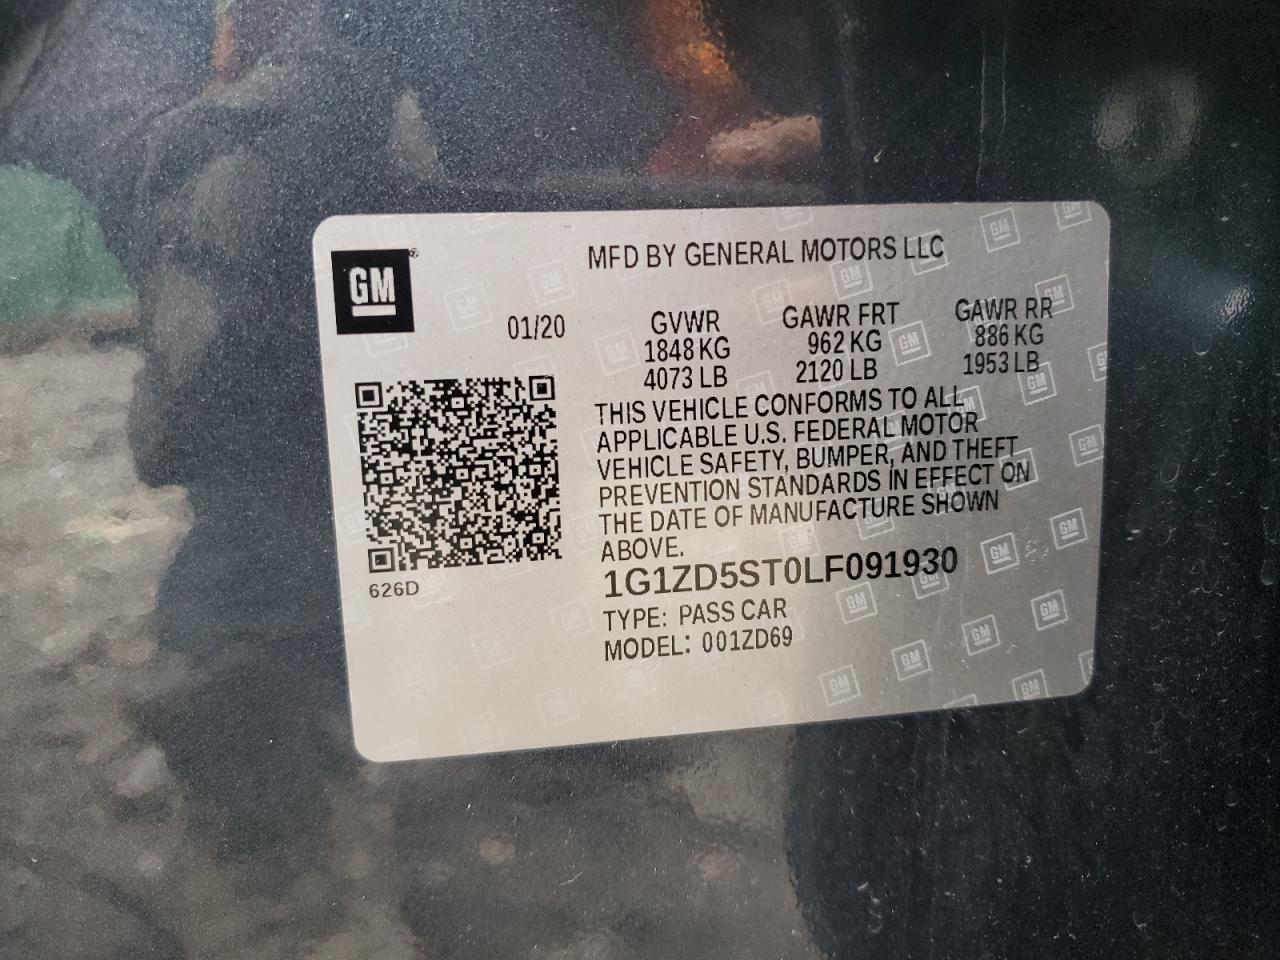 GM®
MFD BY GENERAL MOTORS LLC
01/20
GVWR GAWR FRT GAWR RR
1848 KG 962 KG 886 KG
4073 LB 2120 LB 1953 LB
THIS VEHICLE CONFORMS TO ALL
APPLICABLE U.S. FEDERAL MOTOR
VEHICLE SAFETY, BUMPER, AND THEFT
PREVENTION STANDARDS IN EFFECT ON
THE DATE OF MANUFACTURE SHOWN
ABOVE.
1G1ZD5ST0LF091930
626D
TYPE: PASS CAR
MODEL: 001ZD69